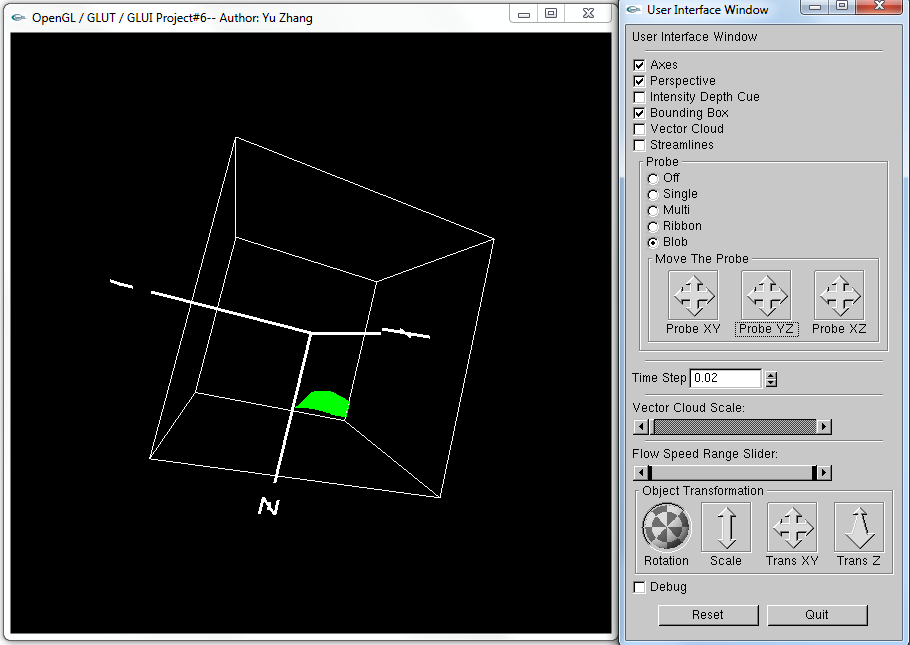 OpenGL / GLUT / GLUI Project#6-- Author: Yu Zhang
User Interface Window
User Interface Window
Axes
Perspective
Intensity Depth Cue
Bounding Box
Vector Cloud
Streamlines
Probe
Off
Single
Multi
Ribbon
Blob
Move The Probe
Probe XY Probe YZ Probe XZ
Time Step 0.02
Vector Cloud Scale:
Flow Speed Range Slider:
Object Transformation
Rotation Scale Trans XY Trans Z
Debug
Reset Quit